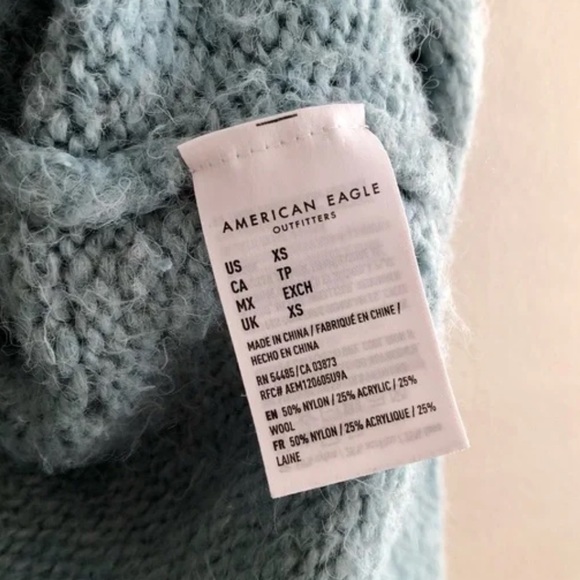 AMERICAN EAGLE
OUTFITTERS
US XS
CA TP
MX EXCH
UK XS
MADE IN CHINA / FABRIQUÉ EN CHINE /
HECHO EN CHINA
RN 54485 / CA 03873
RFC# AEM120605U9A
EN 50% NYLON / 25% ACRYLIC / 25%
WOOL
FR 50% NYLON / 25% ACRYLIQUE / 25%
LAINE